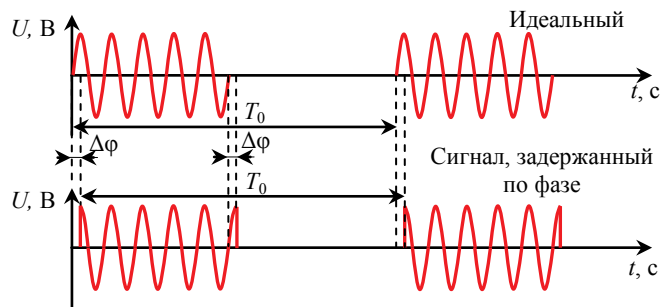 U, В
Идеальный
t, с
T₀
Δφ
Δφ
Сигнал, задержанный
по фазе
U, В
T₀
t, с